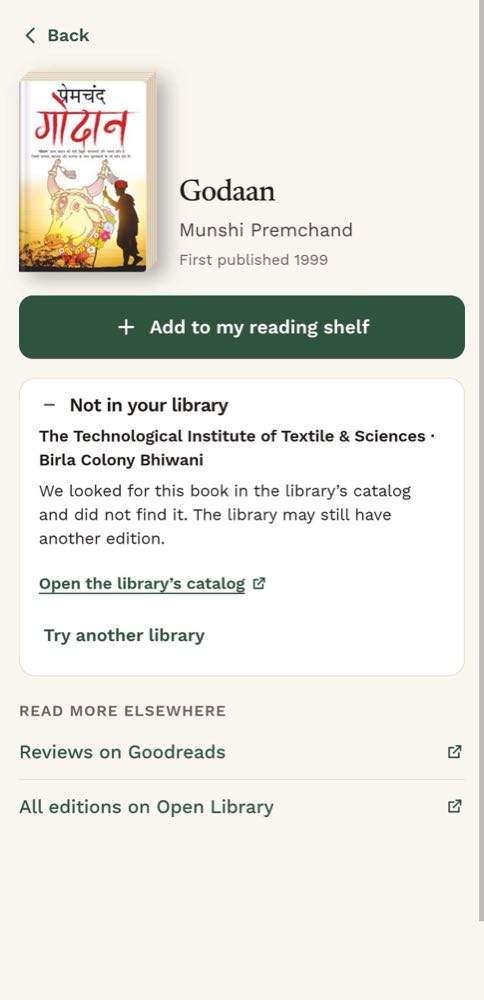 Back
प्रेमचंद
गोदान
Godaan
Munshi Premchand
First published 1999
+ Add to my reading shelf
− Not in your library
The Technological Institute of Textile & Sciences ·
Birla Colony Bhiwani
We looked for this book in the library’s catalog
and did not find it. The library may still have
another edition.
Open the library’s catalog
Try another library
READ MORE ELSEWHERE
Reviews on Goodreads
All editions on Open Library